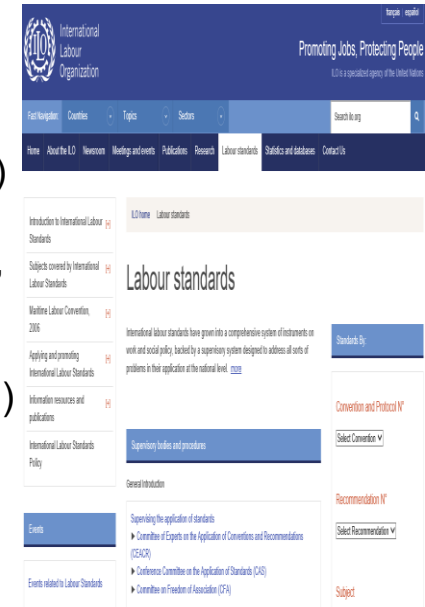 français español
International
Labour
Organization
Promoting Jobs, Protecting People
ILO is a specialized agency of the United Nations
Fast Navigation: Countries Topics Sectors Search ilo.org
Home About the ILO Newsroom Meetings and events Publications Research Labour standards Statistics and databases Contact Us
)
,
)
Introduction to International Labour [+]
Standards
Subjects covered by International [+]
Labour Standards
Maritime Labour Convention, [+]
2006
Applying and promoting [+]
International Labour Standards
Information resources and [+]
publications
International Labour Standards
Policy
Events
Events related to Labour Standards
ILO home Labour standards
Labour standards
International labour standards have grown into a comprehensive system of instruments on
work and social policy, backed by a supervisory system designed to address all sorts of
problems in their application at the national level. more
Supervisory bodies and procedures
General Introduction
Supervising the application of standards
▶ Committee of Experts on the Application of Conventions and Recommendations
(CEACR)
▶ Conference Committee on the Application of Standards (CAS)
▶ Committee on Freedom of Association (CFA)
Standards By:
Convention and Protocol N°
Select Convention
Recommendation N°
Select Recommendation
Subject